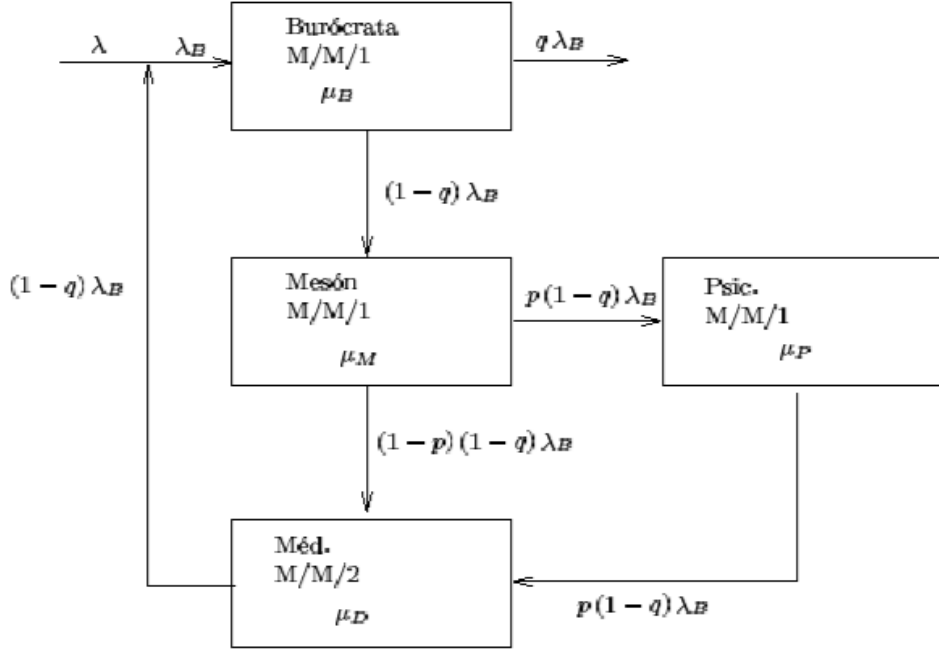 λ
λ_B
Burócrata
M/M/1
μ_B
q λ_B
(1 − q) λ_B
(1 − q) λ_B
Mesón
M/M/1
μ_M
p (1 − q) λ_B
Psic.
M/M/1
μ_P
(1 − p) (1 − q) λ_B
Méd.
M/M/2
μ_D
p (1 − q) λ_B